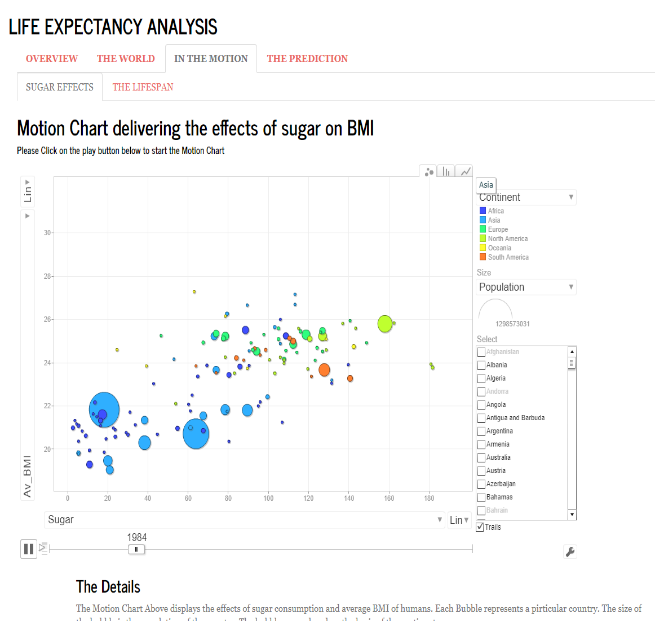 LIFE EXPECTANCY ANALYSIS
OVERVIEW THE WORLD IN THE MOTION THE PREDICTION
SUGAR EFFECTS THE LIFESPAN
Motion Chart delivering the effects of sugar on BMI
Please Click on the play button below to start the Motion Chart
Lin
30
28
26
24
22
20
Av_BMI
0 20 40 60 80 100 120 140 160 180
Sugar Lin
1984
Asia
Continent
Africa
Asia
Europe
North America
Oceania
South America
Size
Population
1298573031
Select
Afghanistan
Albania
Algeria
Andorra
Angola
Antigua and Barbuda
Argentina
Armenia
Australia
Austria
Azerbaijan
Bahamas
Bahrain
Trails
The Details
The Motion Chart Above displays the effects of sugar consumption and average BMI of humans. Each Bubble represents a pirticular country. The size of